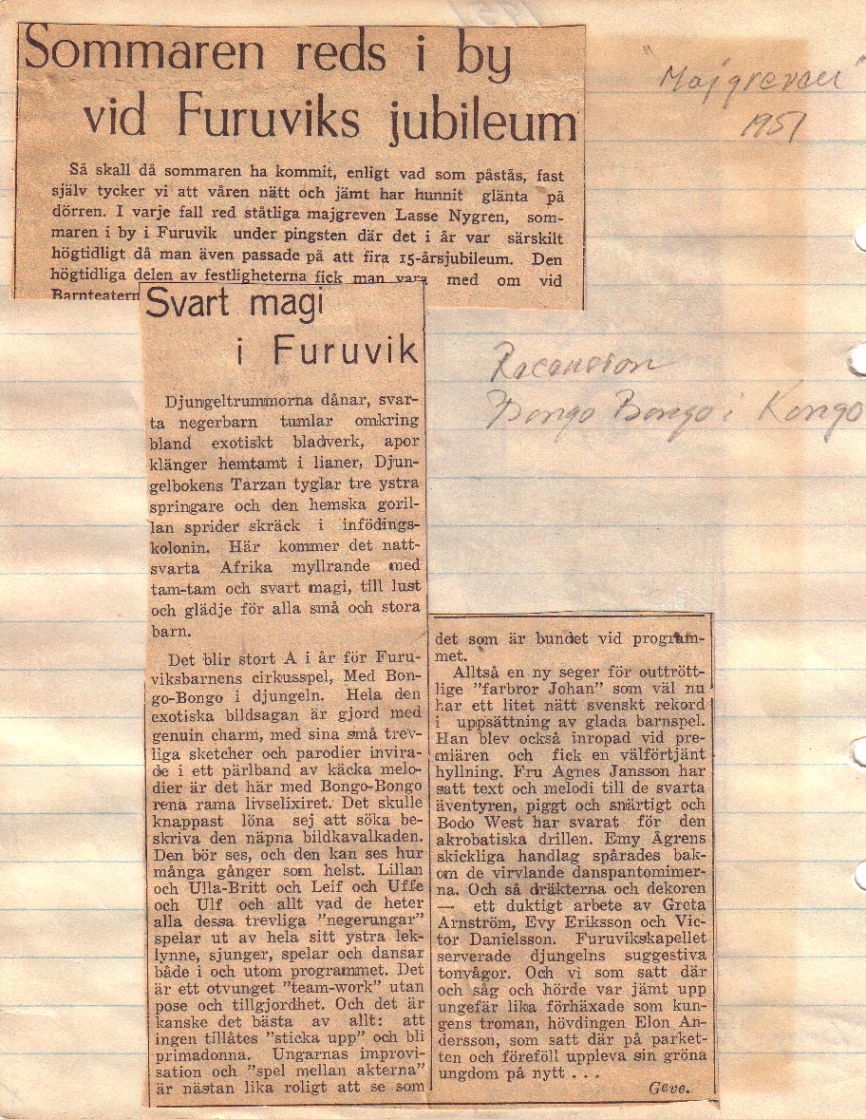 Sommaren reds i by
vid Furuviks jubileum
Så skall då sommaren ha kommit, enligt vad som påstås, fast
själv tycker vi att våren nätt och jämt har hunnit glänta på
dörren. I varje fall red ståtliga majgreven Lasse Nygren, som-
maren i by i Furuvik under pingsten där det i år var särskilt
högtidligt då man även passade på att fira 15-årsjubileum. Den
högtidliga delen av festligheterna fick man vara med om vid
Barnteatern
"Majgreven"
1951
Svart magi
i Furuvik
Djungeltrummorna dånar, svar-
ta negerbarn tumlar omkring
bland exotiskt bladverk, apor
klänger hemtamt i lianer, Djun-
gelbokens Tarzan tyglar tre ystra
springare och den hemska goril-
lan sprider skräck i infödings-
kolonin. Här kommer det natt-
svarta Afrika myllrande med
tam-tam och svart magi, till lust
och glädje för alla små och stora
barn.
Det blir stort A i år för Furu-
viksbarnens cirkusspel, Med Bon-
go-Bongo i djungeln. Hela den
exotiska bildsagan är gjord med
genuin charm, med sina små trev-
liga sketcher och parodier invira-
de i ett pärlband av käcka melo-
dier är det här med Bongo-Bongo
rena rama livselixiret. Det skulle
knappast löna sej att söka be-
skriva den näpna bildkavalkaden.
Den bör ses, och den kan ses hur
många gånger som helst. Lillan
och Ulla-Britt och Leif och Uffe
och Ulf och allt vad de heter
alla dessa trevliga "negerungar"
spelar ut av hela sitt ystra lek-
lynne, sjunger, spelar och dansar
både i och utom programmet. Det
är ett otvunget "team-work" utan
pose och tillgjordhet. Och det är
kanske det bästa av allt: att
ingen tillåtes "sticka upp" och bli
primadonna. Ungarnas improvi-
sation och "spel mellan akterna"
är nästan lika roligt att se som
Recension
Bongo Bongo i Kongo
det som är bundet vid program-
met.
Alltså en ny seger för outtrött-
lige "farbror Johan" som väl nu
har ett litet nätt svenskt rekord
i uppsättning av glada barnspel.
Han blev också inropad vid pre-
miären och fick en välförtjänt
hyllning. Fru Agnes Jansson har
satt text och melodi till de svarta
äventyren, piggt och snärtigt och
Bodo West har svarat för den
akrobatiska drillen. Emy Ågrens
skickliga handlag spårades bak-
om de virvlande danspantomimer-
na. Och så dräkterna och dekoren
— ett duktigt arbete av Greta
Arnström, Evy Eriksson och Vic-
tor Danielsson. Furuvikskapellet
serverade djungelns suggestiva
tonvågor. Och vi som satt där
och såg och hörde var jämt upp
ungefär lika förhäxade som kun-
gens troman, hövdingen Elon An-
dersson, som satt där på parket-
ten och föreföll uppleva sin gröna
ungdom på nytt . . .
Geve.